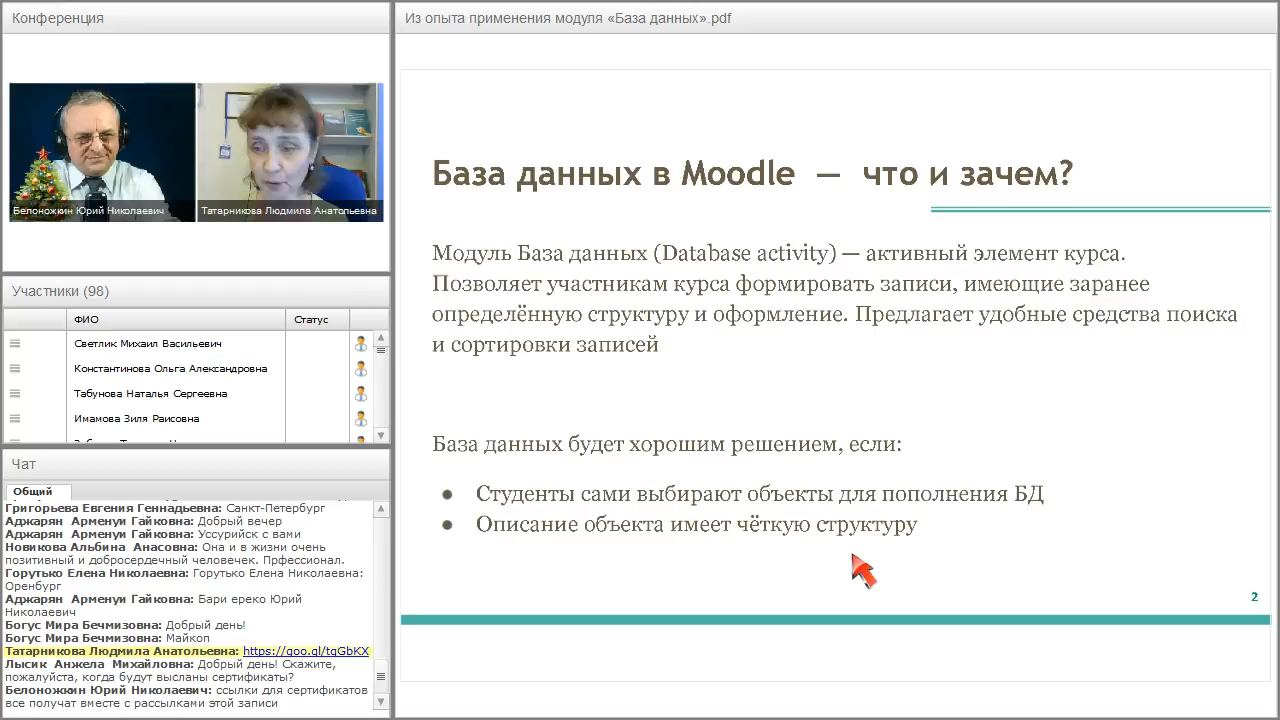 Конференция
Белоножкин Юрий Николаевич
Татарникова Людмила Анатольевна
Участники (98)
ФИО Статус
Светлик Михаил Васильевич
Константинова Ольга Александровна
Табунова Наталья Сергеевна
Имамова Зиля Раисовна
Чат
Общий
Григорьева Евгения Геннадьевна: Санкт-Петербург
Аджарян Арменуи Гайковна: Добрый вечер
Аджарян Арменуи Гайковна: Уссурийск с вами
Новикова Альбина Анасовна: Она и в жизни очень
позитивный и добросердечный человечек. Прфессионал.
Горутько Елена Николаевна: Горутько Елена Николаевна:
Оренбург
Аджарян Арменуи Гайковна: Бари ереко Юрий
Николаевич
Богус Мира Бечмизовна: Добрый день!
Богус Мира Бечмизовна: Майкоп
Татарникова Людмила Анатольевна: https://goo.gl/tgGbKX
Лысик Анжела Михайловна: Добрый день! Скажите,
пожалуйста, когда будут высланы сертификаты?
Белоножкин Юрий Николаевич: ссылки для сертификатов
все получат вместе с рассылками этой записи
Из опыта применения модуля «База данных».pdf
База данных в Moodle — что и зачем?
Модуль База данных (Database activity) — активный элемент курса.
Позволяет участникам курса формировать записи, имеющие заранее
определённую структуру и оформление. Предлагает удобные средства поиска
и сортировки записей
База данных будет хорошим решением, если:
● Студенты сами выбирают объекты для пополнения БД
● Описание объекта имеет чёткую структуру
2